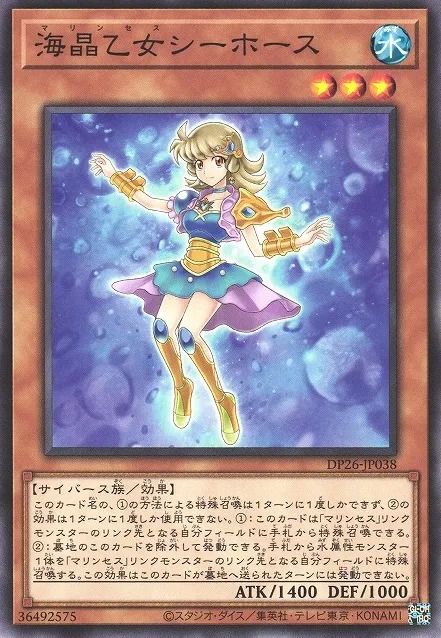 マリンセス
海晶乙女シーホース
水
DP26-JP038
【サイバース族／効果】
このカード名の、①の方法による特殊召喚は1ターンに1度しかできず、②の
効果は1ターンに1度しか使用できない。①：このカードは「マリンセス」リンク
モンスターのリンク先となる自分フィールドに手札から特殊召喚できる。
②：墓地のこのカードを除外して発動できる。手札から水属性モンスター
1体を「マリンセス」リンクモンスターのリンク先となる自分フィールドに特殊
召喚する。この効果はこのカードが墓地へ送られたターンには発動できない。
ATK/1400 DEF/1000
36492575 ©スタジオ・ダイス／集英社・テレビ東京・KONAMI